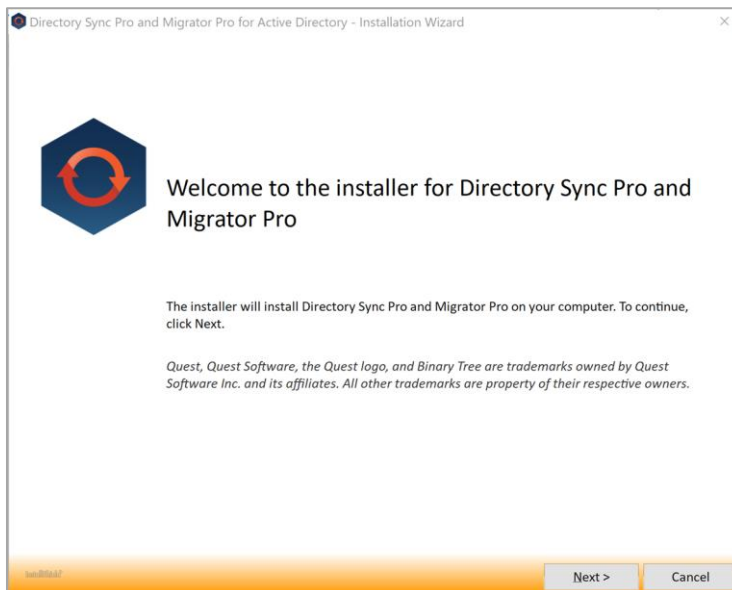 Directory Sync Pro and Migrator Pro for Active Directory - Installation Wizard
Welcome to the installer for Directory Sync Pro and
Migrator Pro
The installer will install Directory Sync Pro and Migrator Pro on your computer. To continue,
click Next.
Quest, Quest Software, the Quest logo, and Binary Tree are trademarks owned by Quest
Software Inc. and its affiliates. All other trademarks are property of their respective owners.
Next >
Cancel